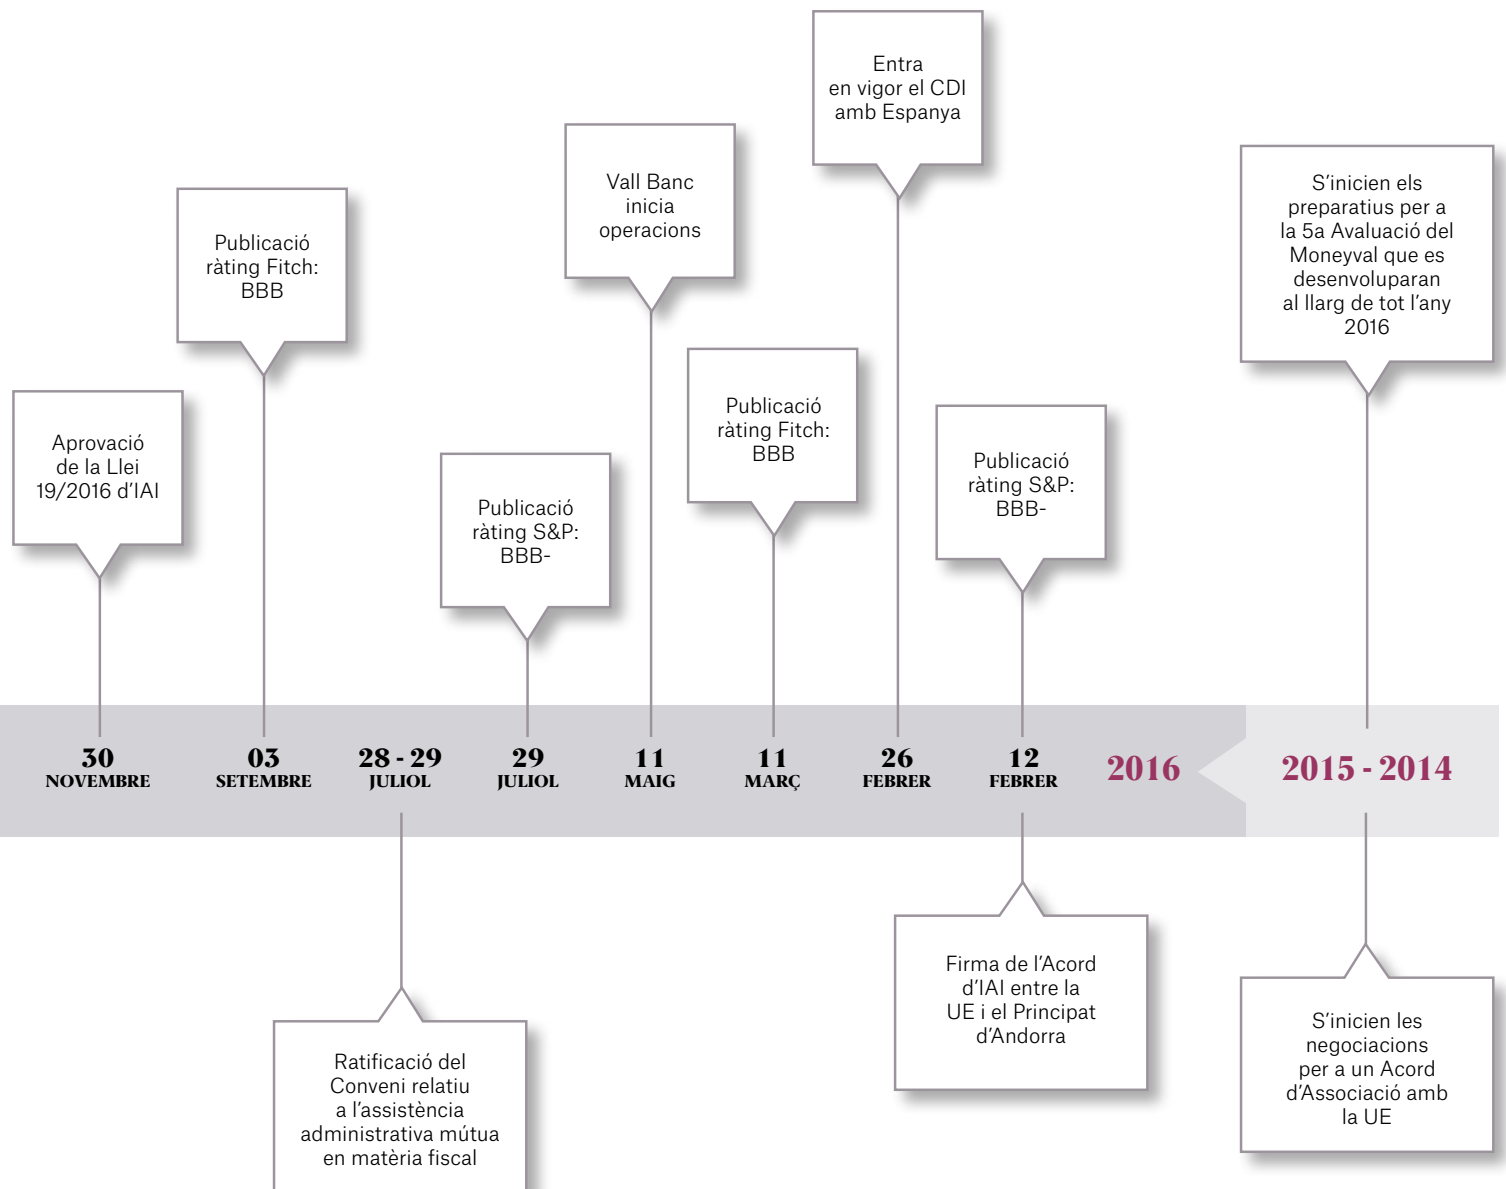 Entra
en vigor el CDI
amb Espanya
Vall Banc
inicia
operacions
S'inicien els
preparatius per a
la 5a Avaluació del
Moneyval que es
desenvoluparan
al llarg de tot l'any
2016
Publicació
ràting Fitch:
BBB
Publicació
ràting Fitch:
BBB
Aprovació
de la Llei
19/2016 d'IAI
Publicació
ràting S&P:
BBB-
Publicació
ràting S&P:
BBB-
30
NOVEMBRE
03
SETEMBRE
28 - 29
JULIOL
29
JULIOL
11
MAIG
11
MARÇ
26
FEBRER
12
FEBRER
2016
2015 - 2014
Firma de l'Acord
d'IAI entre la
UE i el Principat
d'Andorra
S'inicien les
negociacions
per a un Acord
d'Associació amb
la UE
Ratificació del
Conveni relatiu
a l'assistència
administrativa mútua
en matèria fiscal